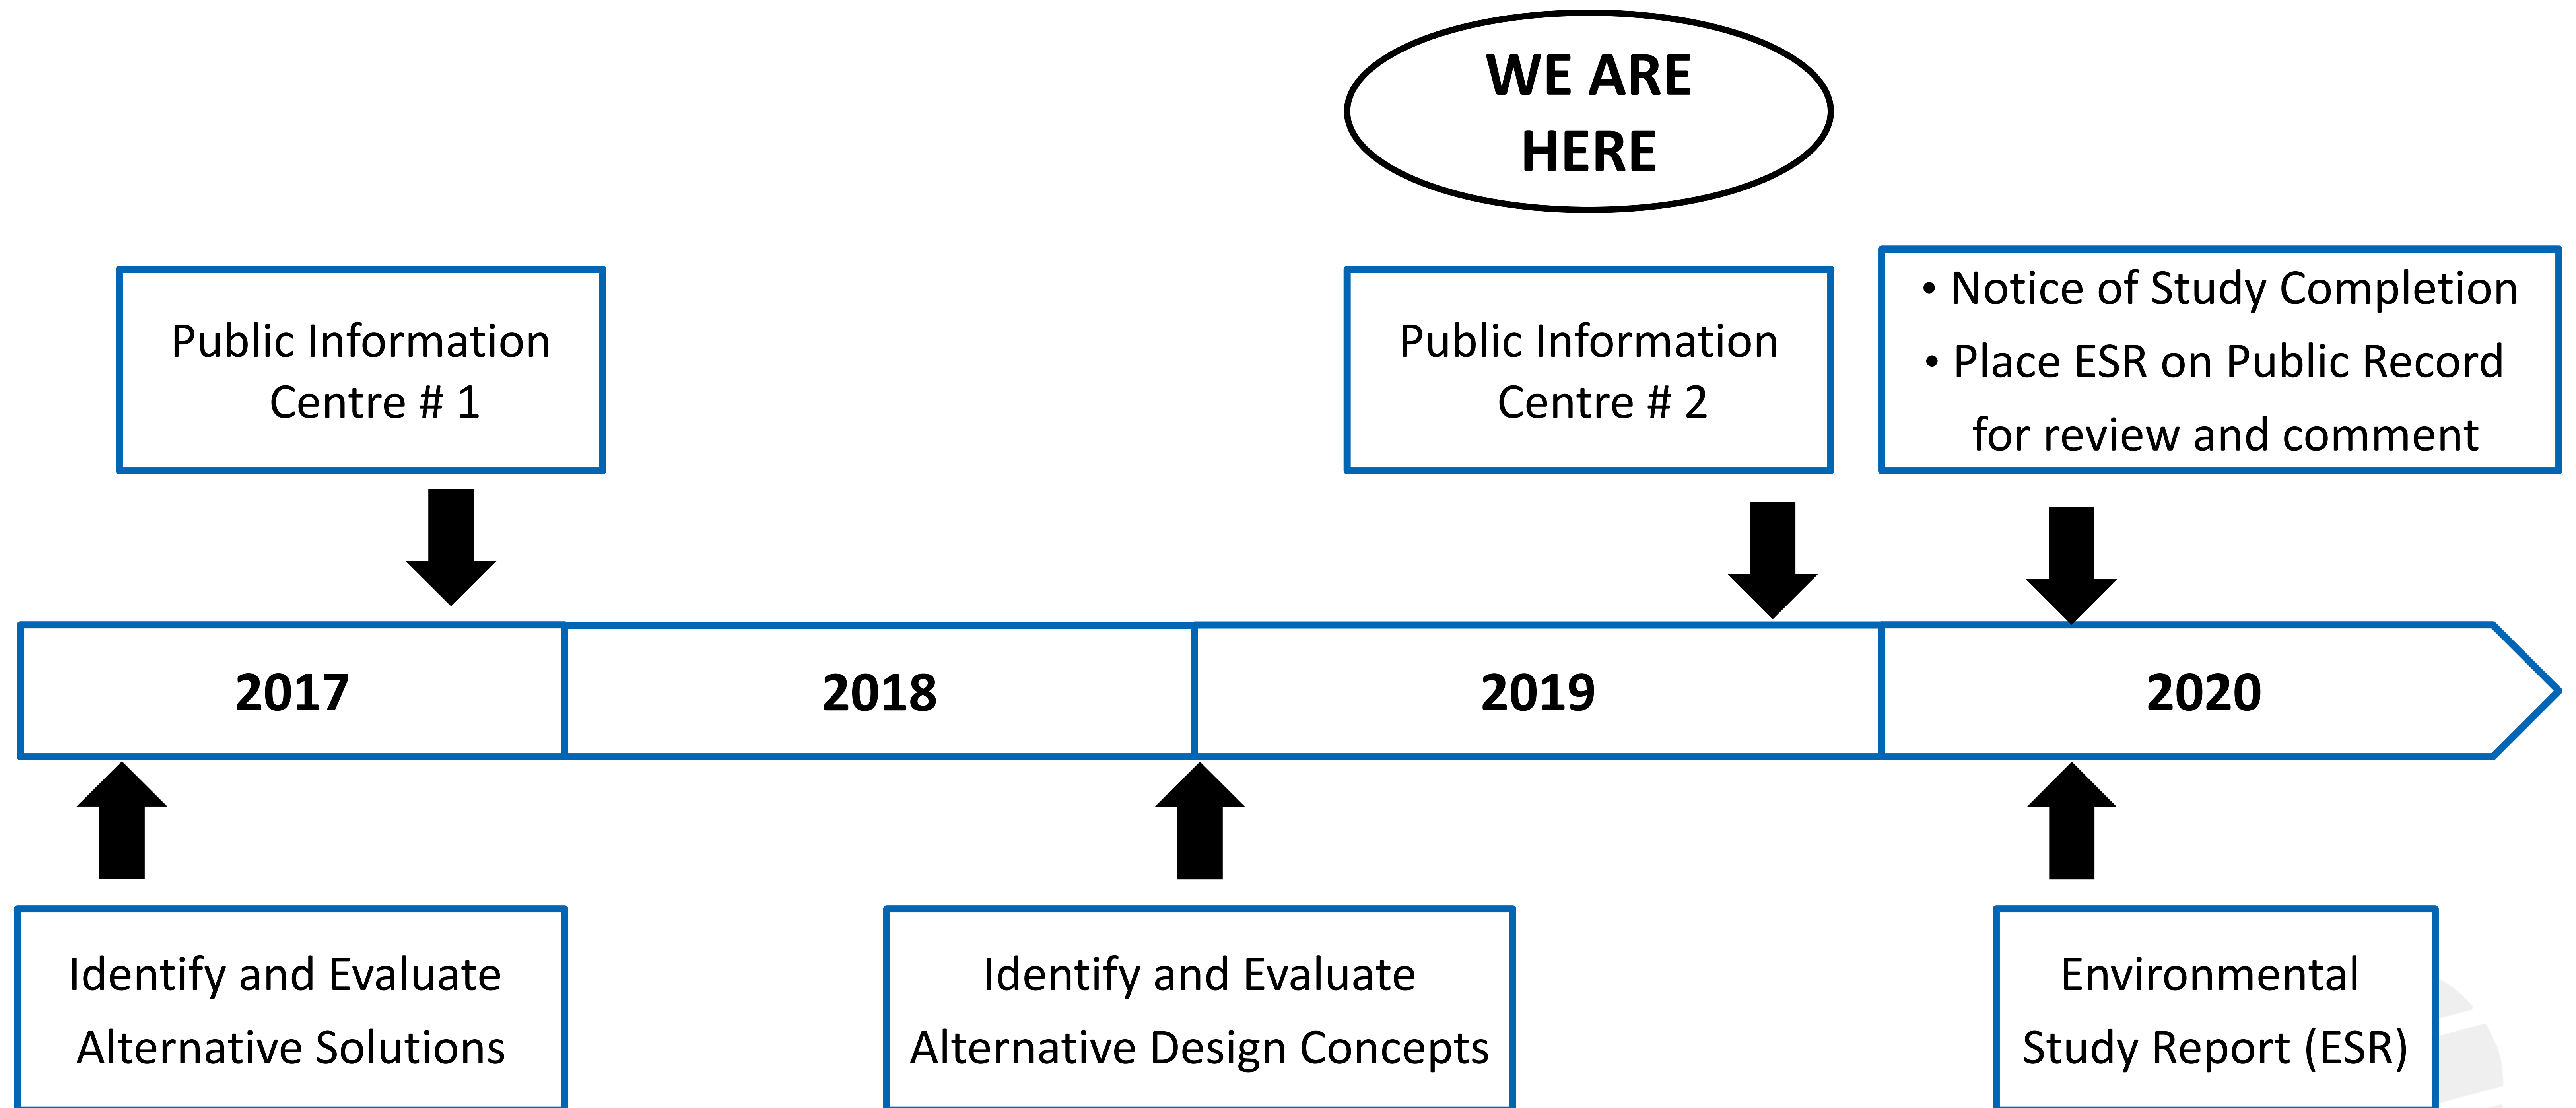 WE ARE
HERE
Public Information
Centre # 1
Public Information
Centre # 2
• Notice of Study Completion
• Place ESR on Public Record
for review and comment
2017
2018
2019
2020
Identify and Evaluate
Alternative Solutions
Identify and Evaluate
Alternative Design Concepts
Environmental
Study Report (ESR)